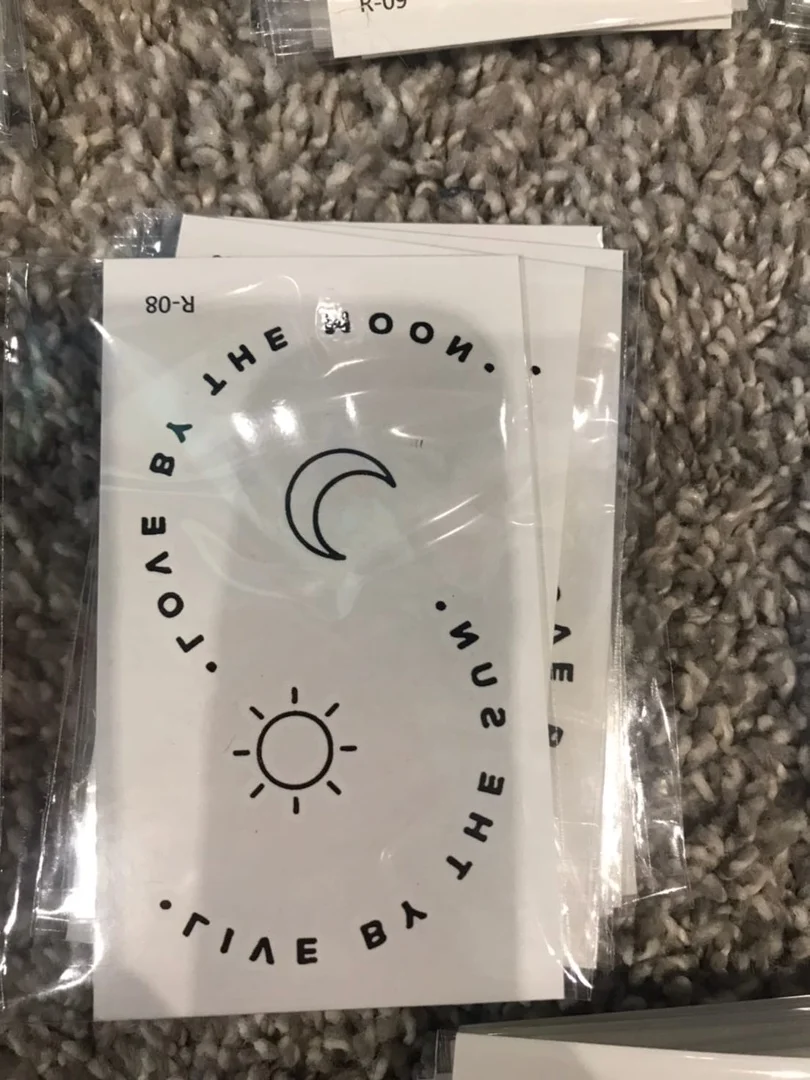 R-09
R-08
LOVE BY THE MOON..
.LIVE BY THE SUN.